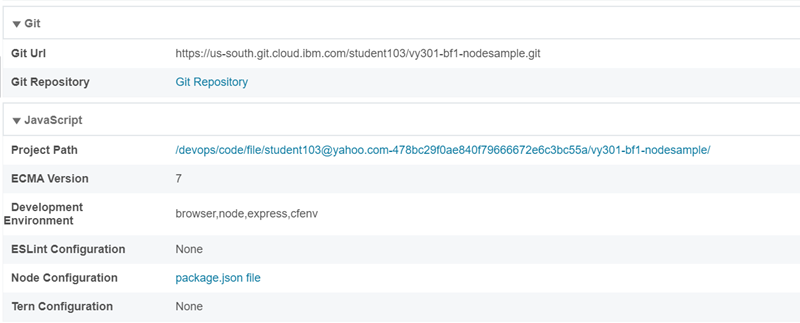 Git
Git Url https://us-south.git.cloud.ibm.com/student103/vy301-bf1-nodesample.git
Git Repository Git Repository
JavaScript
Project Path /devops/code/file/student103@yahoo.com-478bc29f0ae840f79666672e6c3bc55a/vy301-bf1-nodesample/
ECMA Version 7
Development
Environment browser,node,express,cfenv
ESLint Configuration None
Node Configuration package.json file
Tern Configuration None